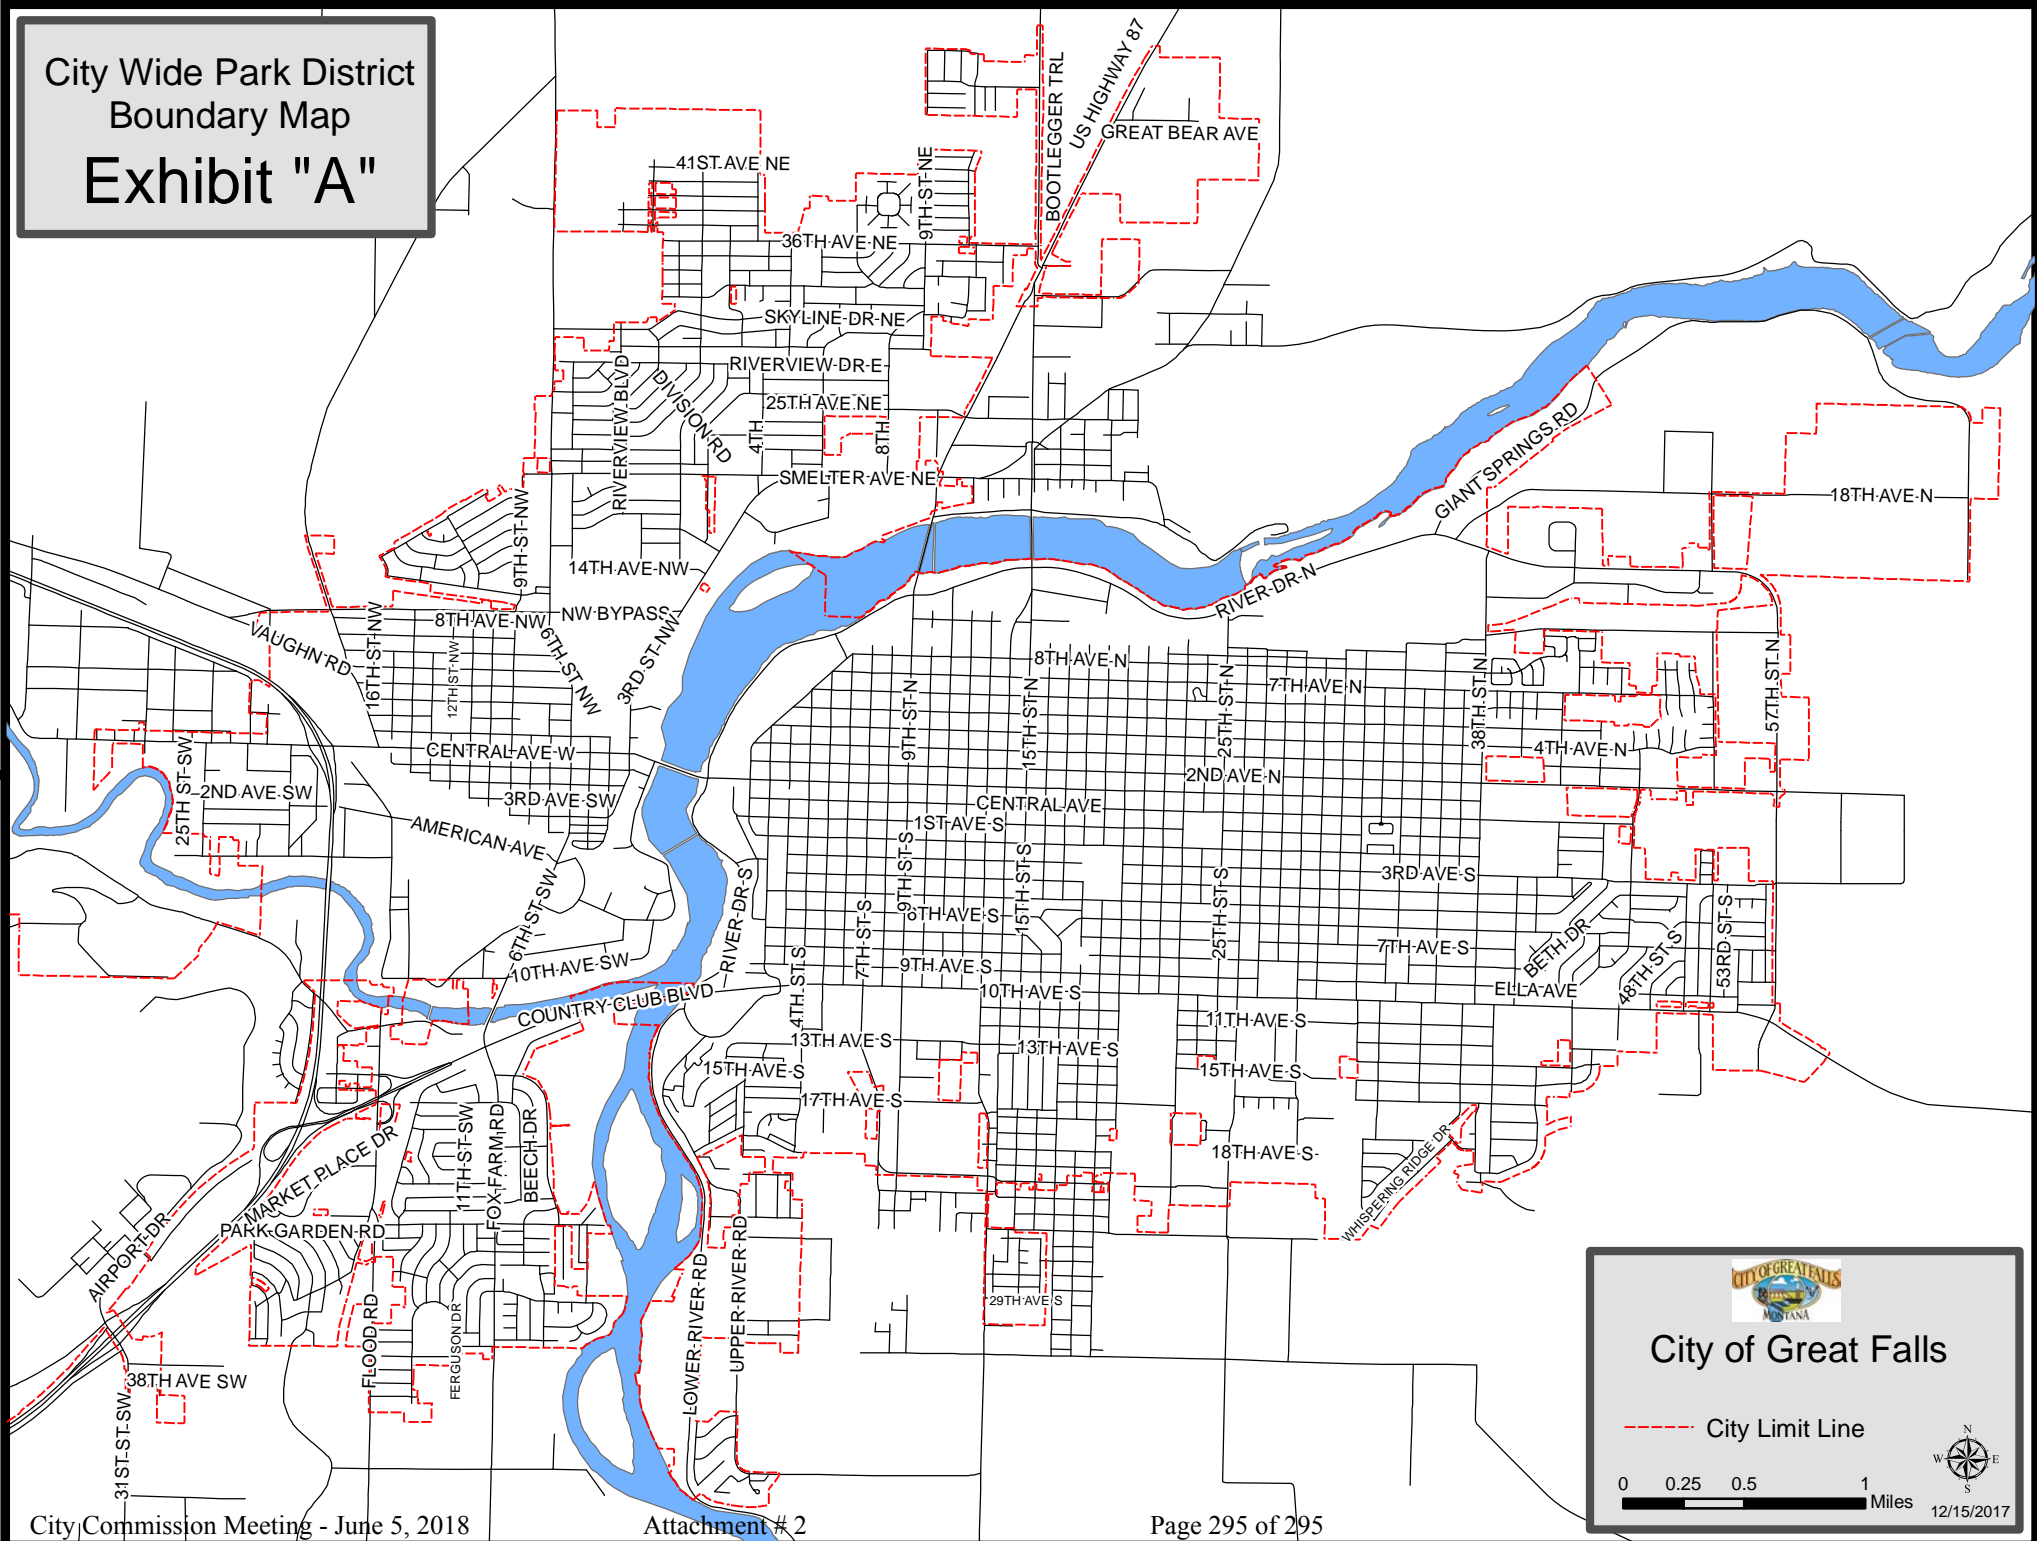 City Wide Park District
Boundary Map
Exhibit "A"
BOOTLEGGER TRL
US HIGHWAY 87
GREAT BEAR AVE
41ST AVE NE
9TH ST NE
36TH AVE NE
SKYLINE DR NE
RIVERVIEW DR E
RIVERVIEW BLVD
DIVISION RD
25TH AVE NE
4TH
8TH
SMELTER AVE NE
GIANT SPRINGS RD
18TH AVE N
9TH ST NW
14TH AVE NW
RIVER DR N
NW BYPASS
8TH AVE NW
VAUGHN RD
16TH ST NW
12TH ST NW
6TH ST NW
3RD ST NW
8TH AVE N
7TH AVE N
9TH ST N
15TH ST N
25TH ST N
38TH ST N
57TH ST N
4TH AVE N
CENTRAL AVE W
25TH ST SW
2ND AVE SW
3RD AVE SW
2ND AVE N
CENTRAL AVE
1ST AVE S
AMERICAN AVE
9TH ST S
15TH ST S
25TH ST S
3RD AVE S
RIVER DR S
6TH ST SW
6TH AVE S
7TH ST S
7TH AVE S
BETH DR
48TH ST S
53RD ST S
10TH AVE SW
9TH AVE S
4TH ST S
10TH AVE S
ELLA AVE
COUNTRY CLUB BLVD
11TH AVE S
13TH AVE S
13TH AVE S
15TH AVE S
15TH AVE S
17TH AVE S
18TH AVE S
WHISPERING RIDGE DR
MARKET PLACE DR
11TH ST SW
FOX FARM RD
BEECH DR
PARK GARDEN RD
AIRPORT DR
FLOOD RD
FERGUSON DR
LOWER RIVER RD
UPPER RIVER RD
29TH AVE S
38TH AVE SW
31ST ST SW
CITY OF GREAT FALLS
MONTANA
City of Great Falls
City Limit Line
N
W E
S
0 0.25 0.5 1
Miles
12/15/2017
City Commission Meeting - June 5, 2018 Attachment # 2 Page 295 of 295